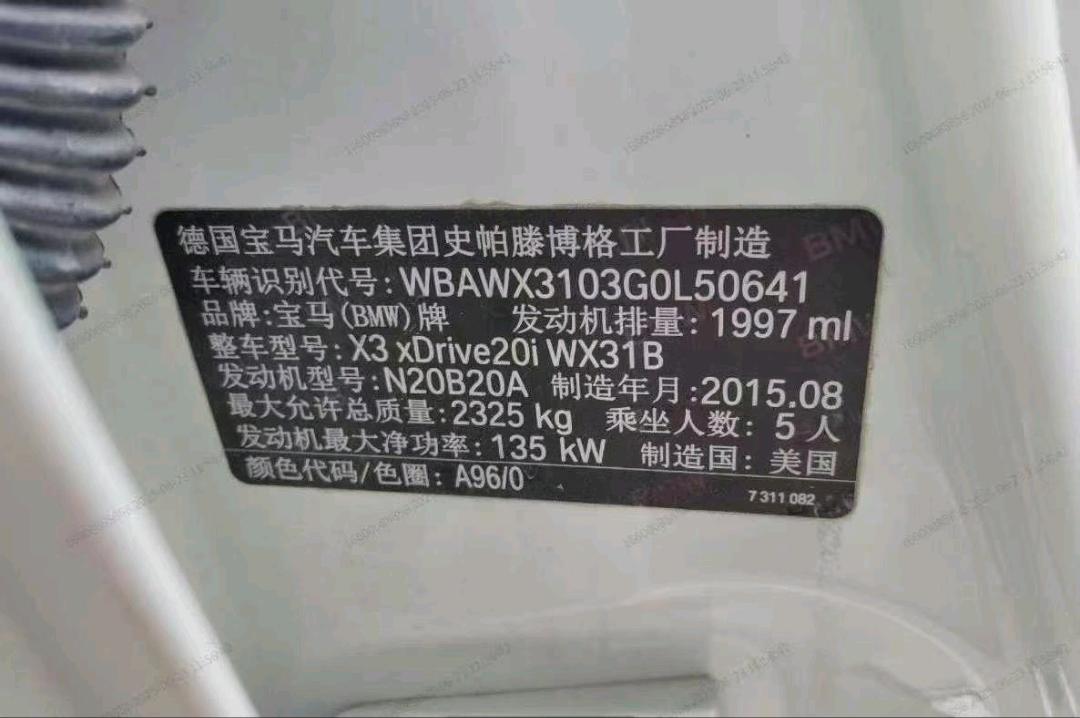 德国宝马汽车集团史帕滕博格工厂制造
车辆识别代号: WBAWX3103G0L50641
品牌:宝马(BMW)牌 发动机排量: 1997 ml
整车型号: X3 xDrive20i WX31B
发动机型号: N20B20A 制造年月:2015.08
最大允许总质量: 2325 kg 乘坐人数: 5 人
发动机最大净功率: 135 kW 制造国: 美国
颜色代码/色圈: A96/0
7 311 082